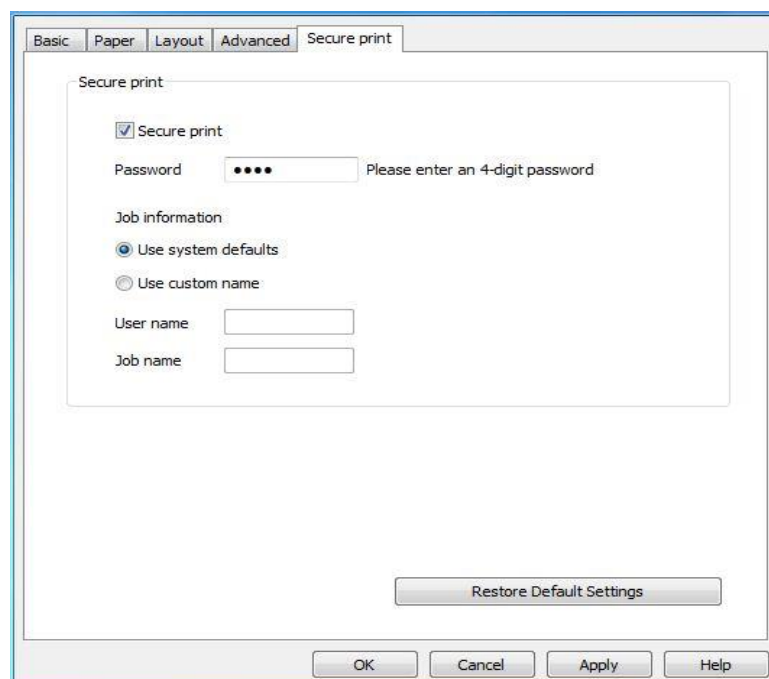 Basic Paper Layout Advanced Secure print
Secure print
Secure print
Password •••• Please enter an 4-digit password
Job information
Use system defaults
Use custom name
User name
Job name
Restore Default Settings
OK Cancel Apply Help